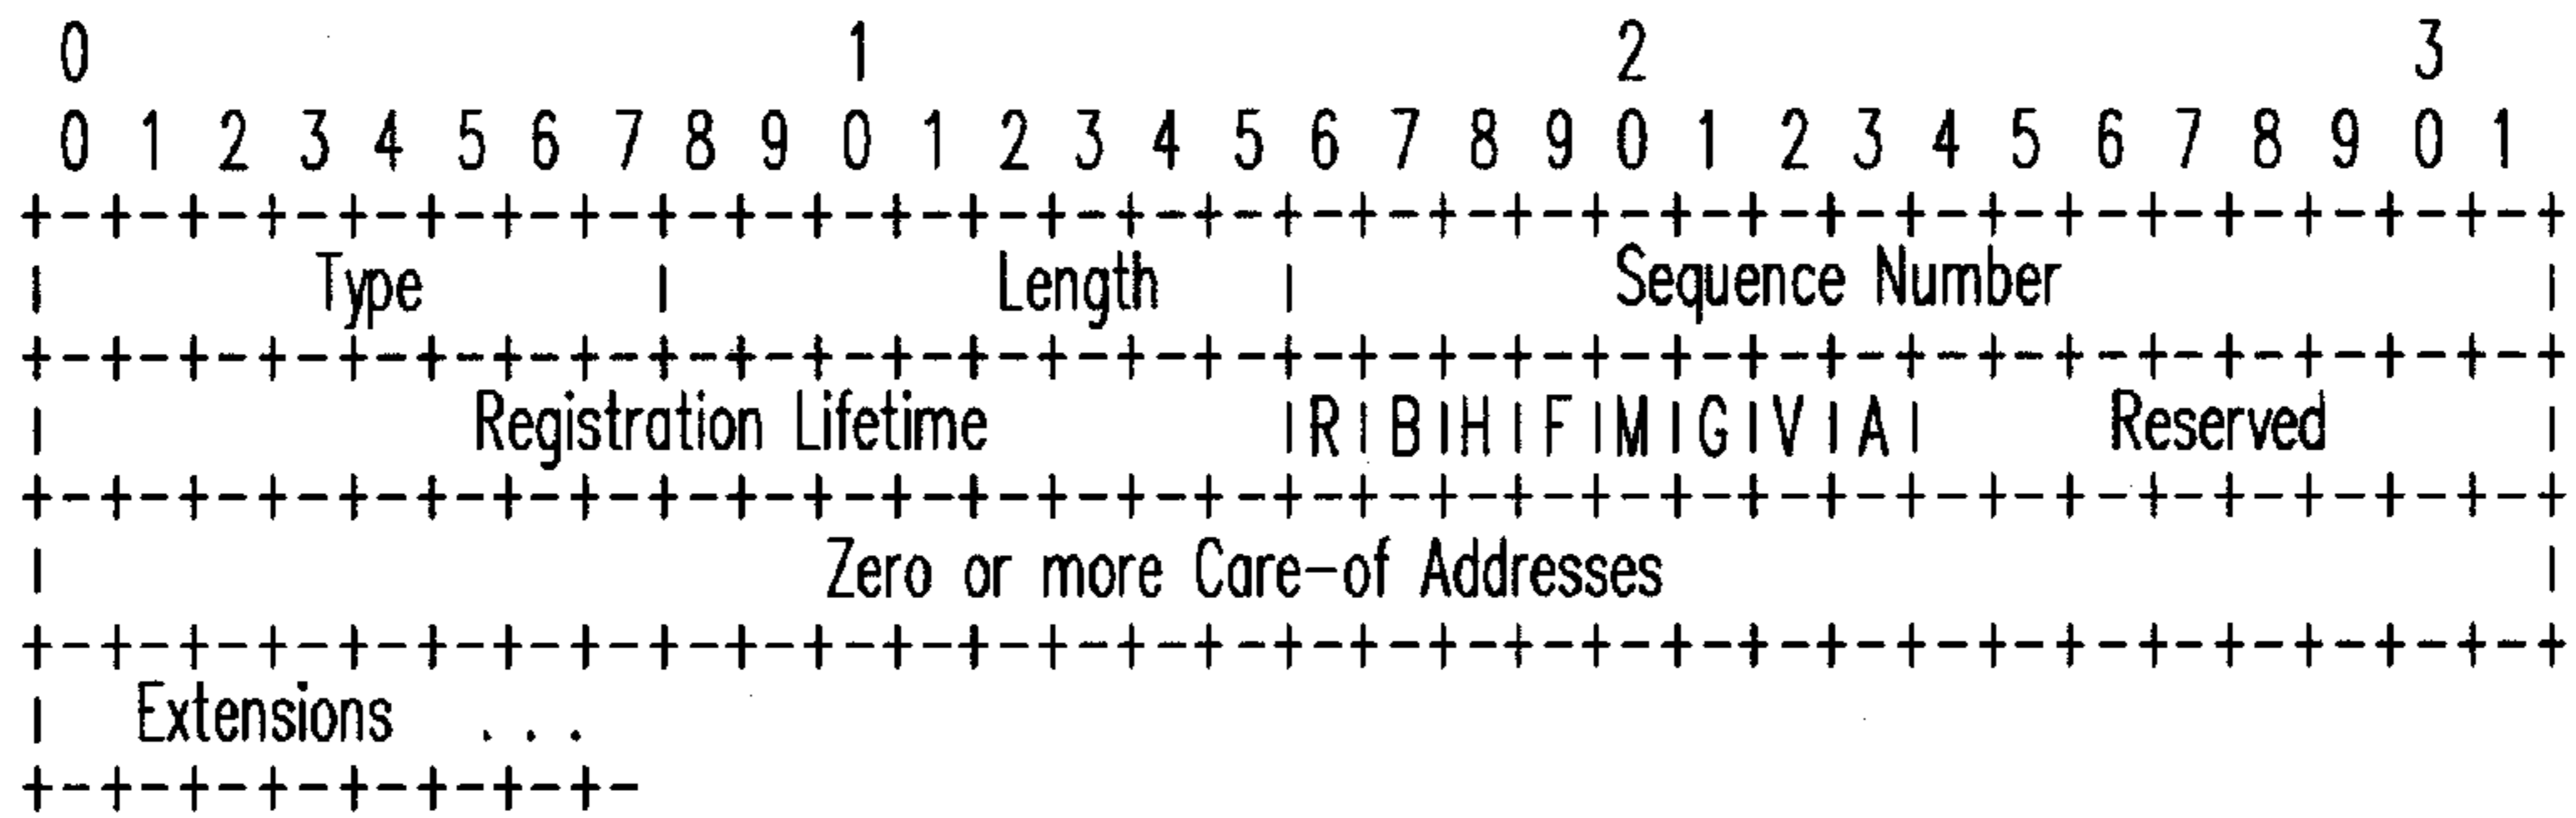 0 1 2 3
0 1 2 3 4 5 6 7 8 9 0 1 2 3 4 5 6 7 8 9 0 1 2 3 4 5 6 7 8 9 0 1
+-+-+-+-+-+-+-+-+-+-+-+-+-+-+-+-+-+-+-+-+-+-+-+-+-+-+-+-+-+-+-+-+
| Type | Length | Sequence Number |
+-+-+-+-+-+-+-+-+-+-+-+-+-+-+-+-+-+-+-+-+-+-+-+-+-+-+-+-+-+-+-+-+
| Registration Lifetime |R|B|H|F|M|G|V|A| Reserved |
+-+-+-+-+-+-+-+-+-+-+-+-+-+-+-+-+-+-+-+-+-+-+-+-+-+-+-+-+-+-+-+-+
| Zero or more Care-of Addresses |
+-+-+-+-+-+-+-+-+-+-+-+-+-+-+-+-+-+-+-+-+-+-+-+-+-+-+-+-+-+-+-+-+
| Extensions ...
+-+-+-+-+-+-+-+-